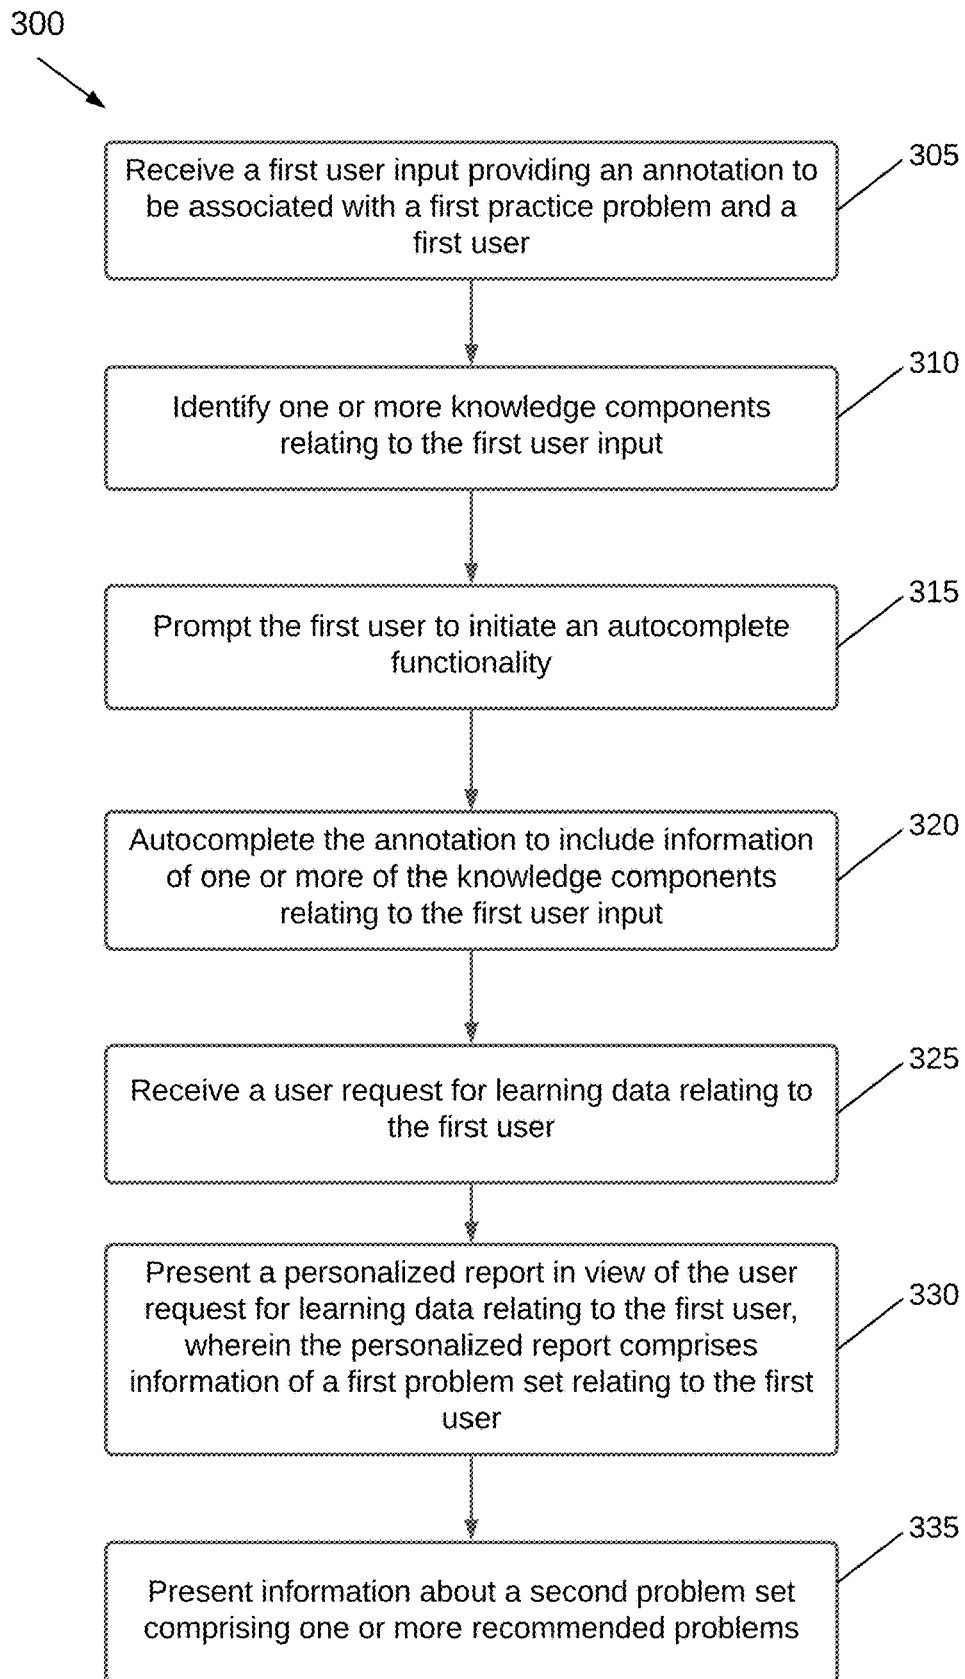 300
305
Receive a first user input providing an annotation to
be associated with a first practice problem and a
first user
310
Identify one or more knowledge components
relating to the first user input
315
Prompt the first user to initiate an autocomplete
functionality
320
Autocomplete the annotation to include information
of one or more of the knowledge components
relating to the first user input
325
Receive a user request for learning data relating to
the first user
330
Present a personalized report in view of the user
request for learning data relating to the first user,
wherein the personalized report comprises
information of a first problem set relating to the first
user
335
Present information about a second problem set
comprising one or more recommended problems